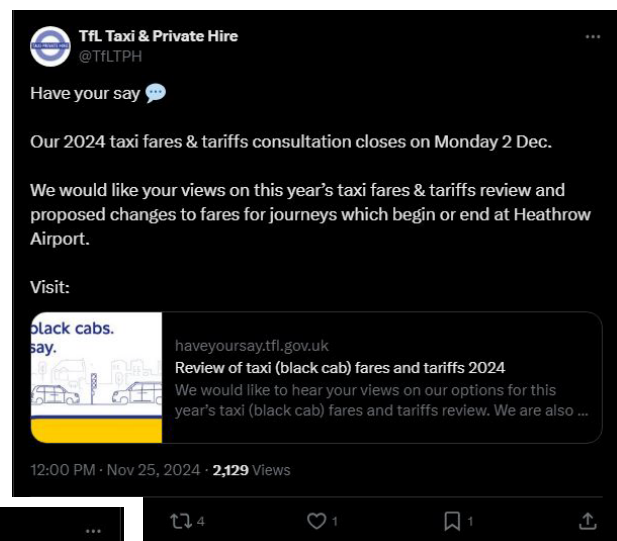 TfL Taxi & Private Hire
@TfLTPH
Have your say
Our 2024 taxi fares & tariffs consultation closes on Monday 2 Dec.
We would like your views on this year's taxi fares & tariffs review and
proposed changes to fares for journeys which begin or end at Heathrow
Airport.
Visit:
black cabs.
say.
haveyoursay.tfl.gov.uk
Review of taxi (black cab) fares and tariffs 2024
We would like to hear your views on our options for this
year's taxi (black cab) fares and tariffs review. We are also ...
12:00 PM · Nov 25, 2024 · 2,129 Views
4 1 1